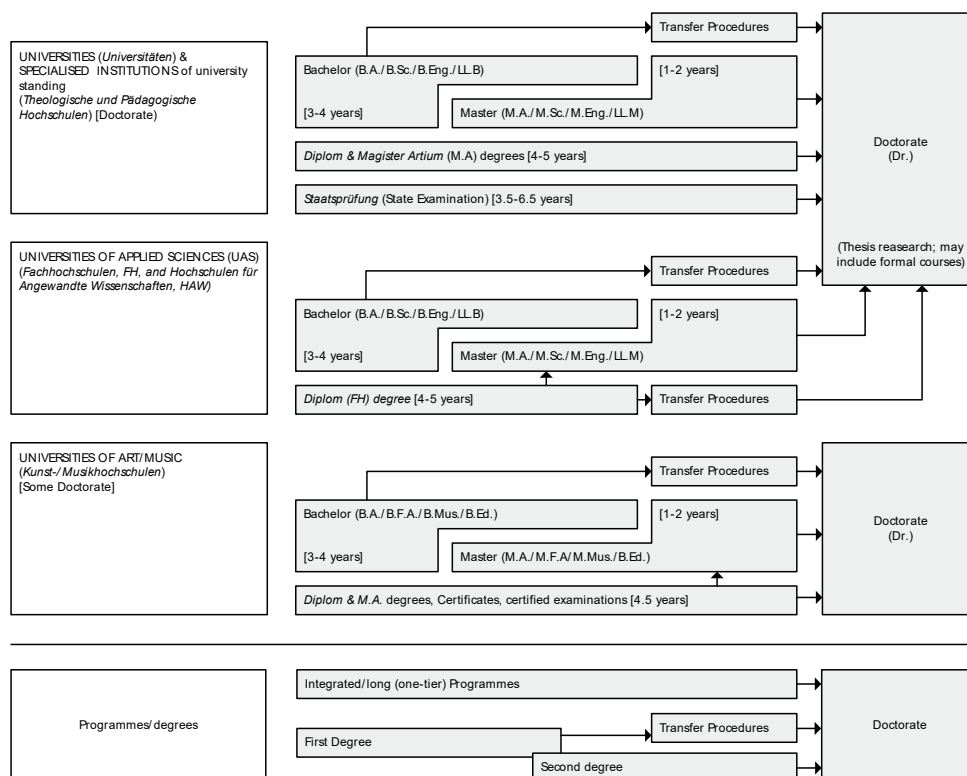 Transfer Procedures
UNIVERSITIES (Universitäten) &
SPECIALISED INSTITUTIONS of university
standing
(Theologische und Pädagogische
Hochschulen) [Doctorate)
Bachelor (B.A./B.Sc./B.Eng./LL.B)
[1-2 years]
[3-4 years]
Master (M.A./M.Sc./M.Eng./LL.M)
Diplom & Magister Artium (M.A) degrees [4-5 years]
Staatsprüfung (State Examination) [3.5-6.5 years]
Doctorate
(Dr.)
(Thesis reasearch; may
include formal courses)
UNIVERSITIES OF APPLIED SCIENCES (UAS)
(Fachhochschulen, FH, and Hochschulen für
Angewandte Wissenschaften, HAW)
Transfer Procedures
Bachelor (B.A./B.Sc./B.Eng./LL.B)
[1-2 years]
[3-4 years]
Master (M.A./M.Sc./M.Eng./LL.M)
Diplom (FH) degree [4-5 years]
Transfer Procedures
UNIVERSITIES OF ART/MUSIC
(Kunst-/Musikhochschulen)
[Some Doctorate]
Transfer Procedures
Bachelor (B.A./B.F.A./B.Mus./B.Ed.)
[1-2 years]
[3-4 years]
Master (M.A./M.F.A/M.Mus./B.Ed.)
Diplom & M.A. degrees, Certificates, certified examinations [4.5 years]
Doctorate
(Dr.)
Programmes/degrees
Integrated/long (one-tier) Programmes
Transfer Procedures
First Degree
Second degree
Doctorate